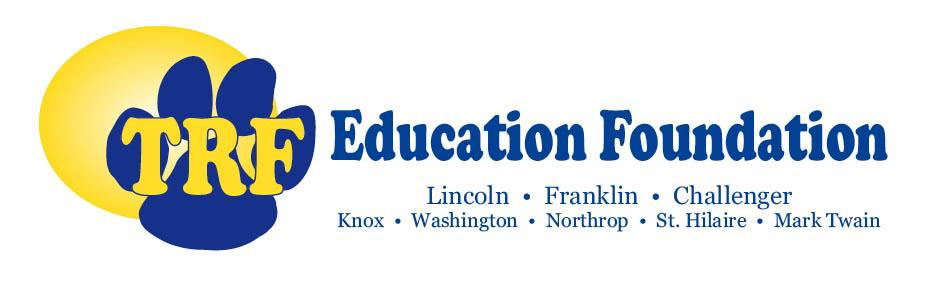 TRF Education Foundation
Lincoln • Franklin • Challenger
Knox • Washington • Northrop • St. Hilaire • Mark Twain